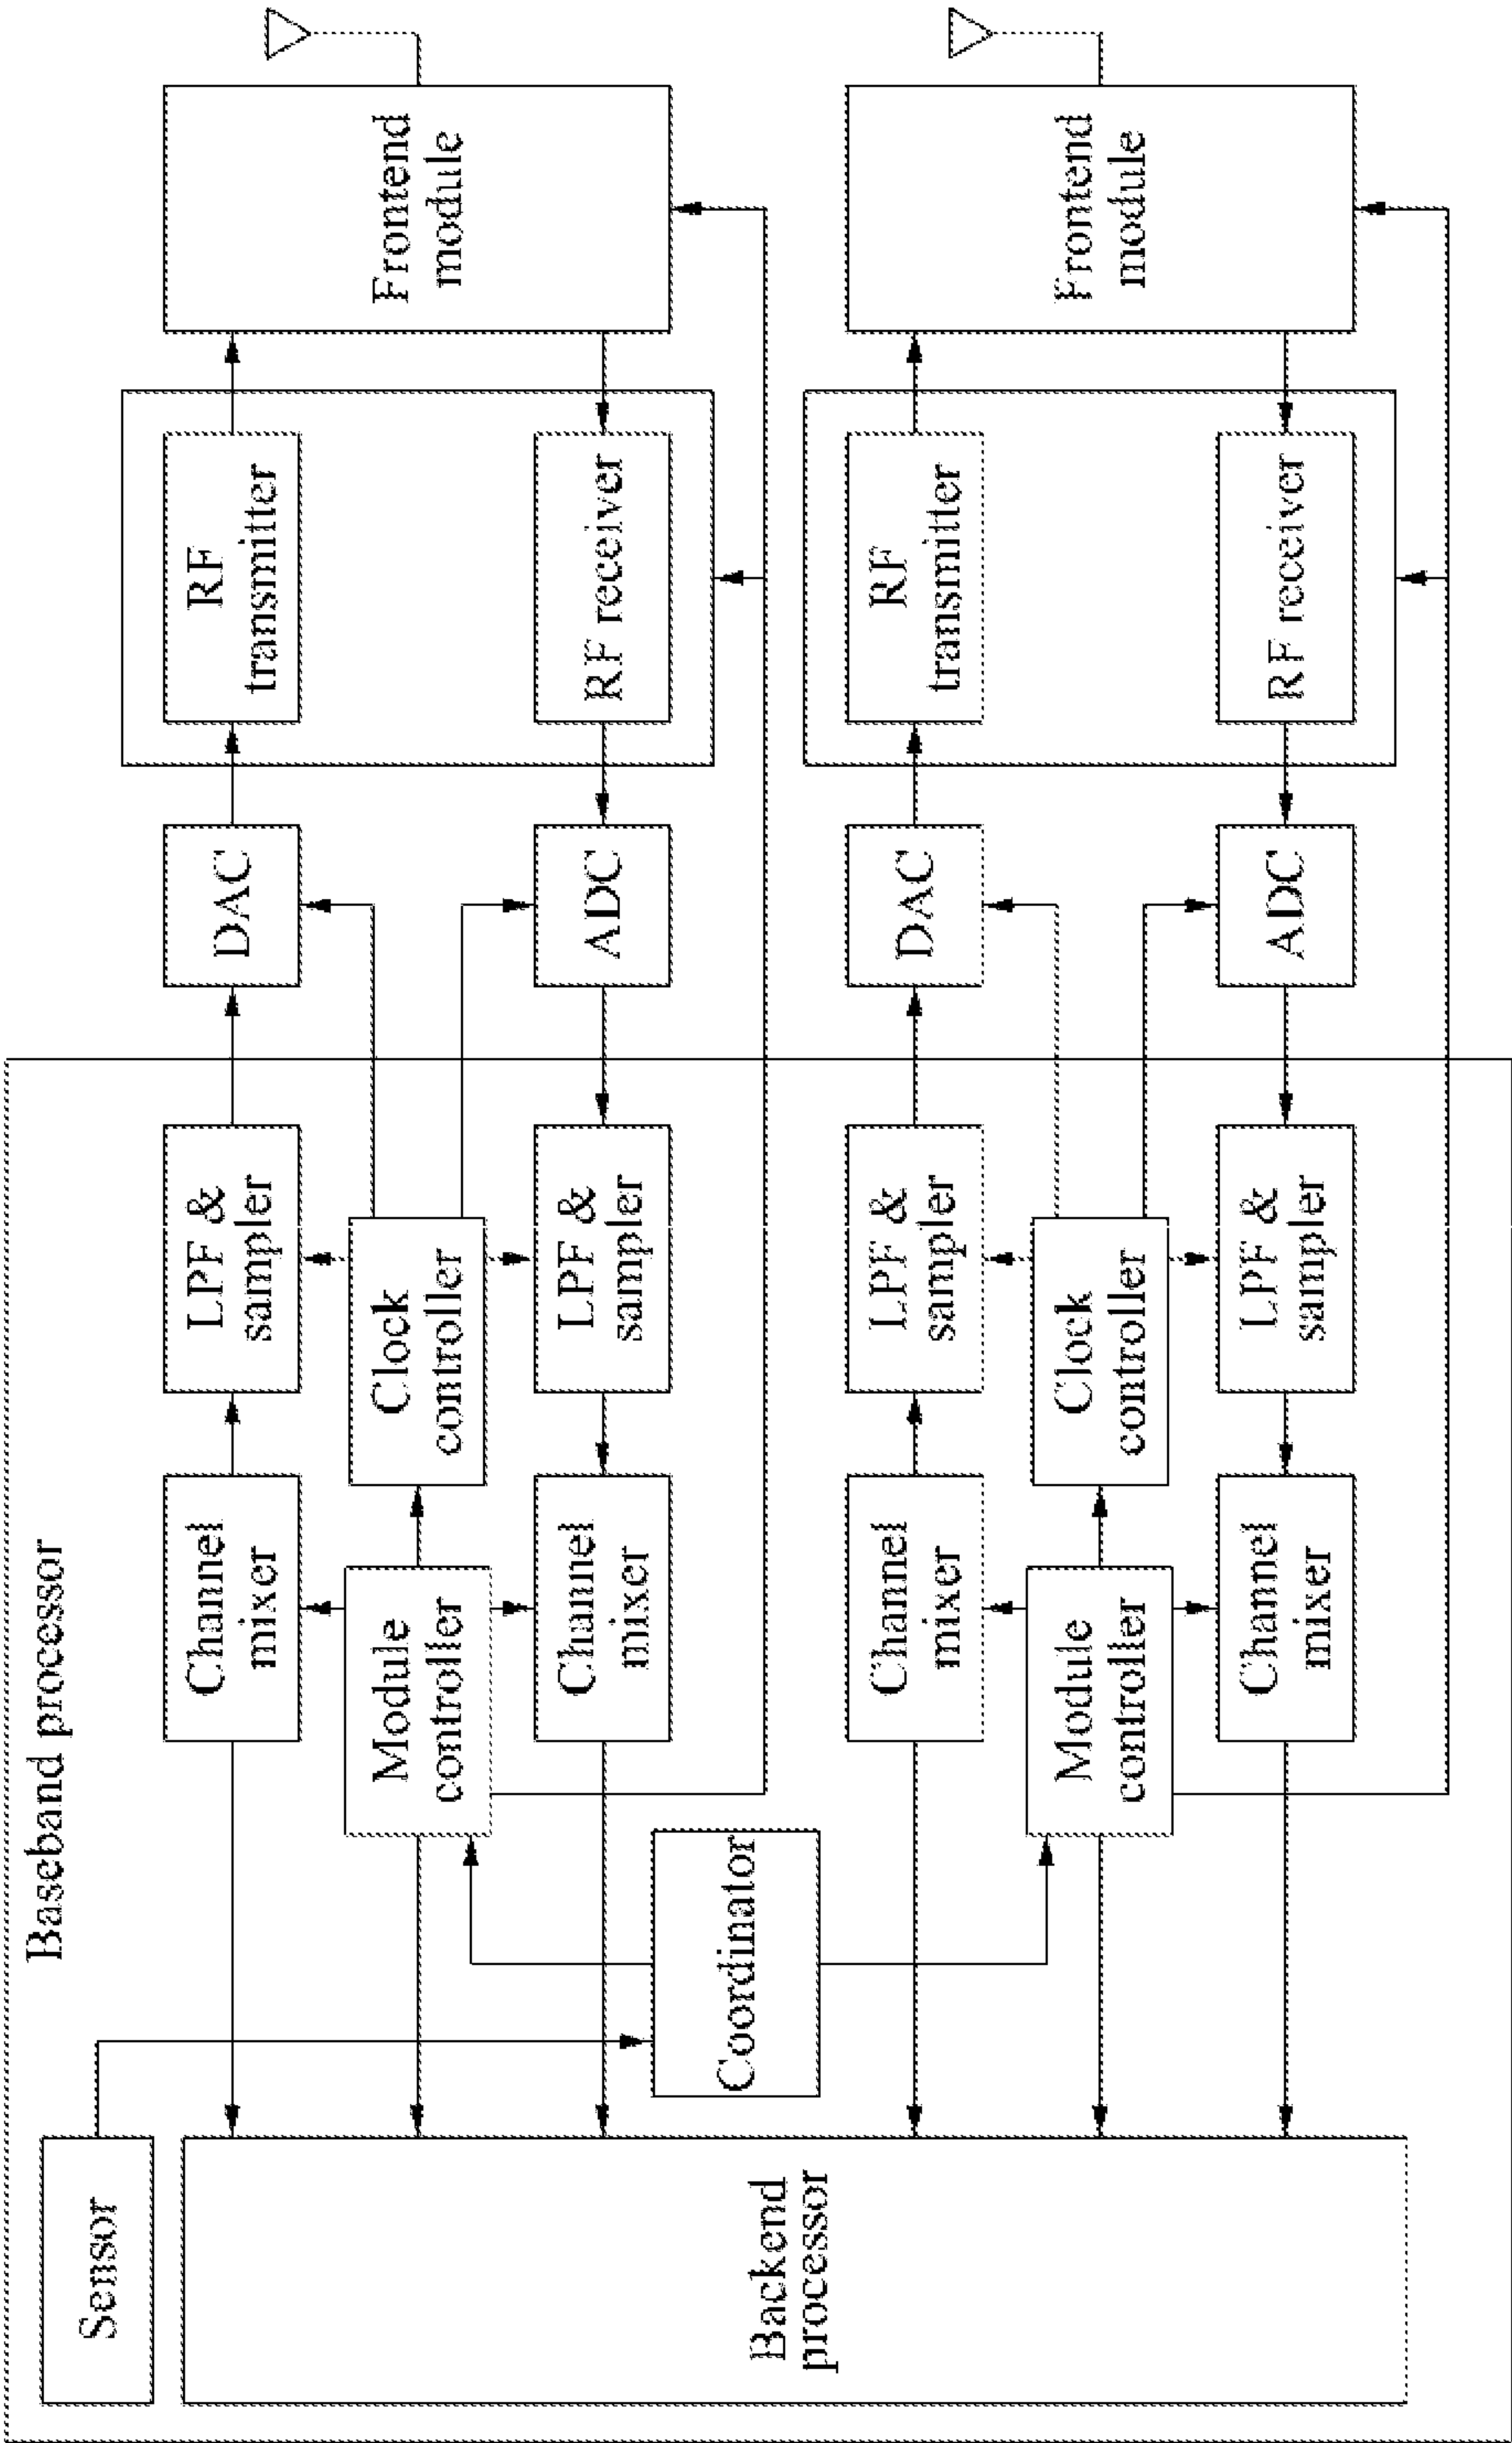 Baseband processor
Sensor
Backend
processor
Coordinator
Channel
mixer
LPF &
sampler
DAC
RF
transmitter
Frontend
module
Module
controller
Clock
controller
Channel
mixer
LPF &
sampler
ADC
RF receiver
Channel
mixer
LPF &
sampler
DAC
RF
transmitter
Frontend
module
Module
controller
Clock
controller
Channel
mixer
LPF &
sampler
ADC
RF receiver